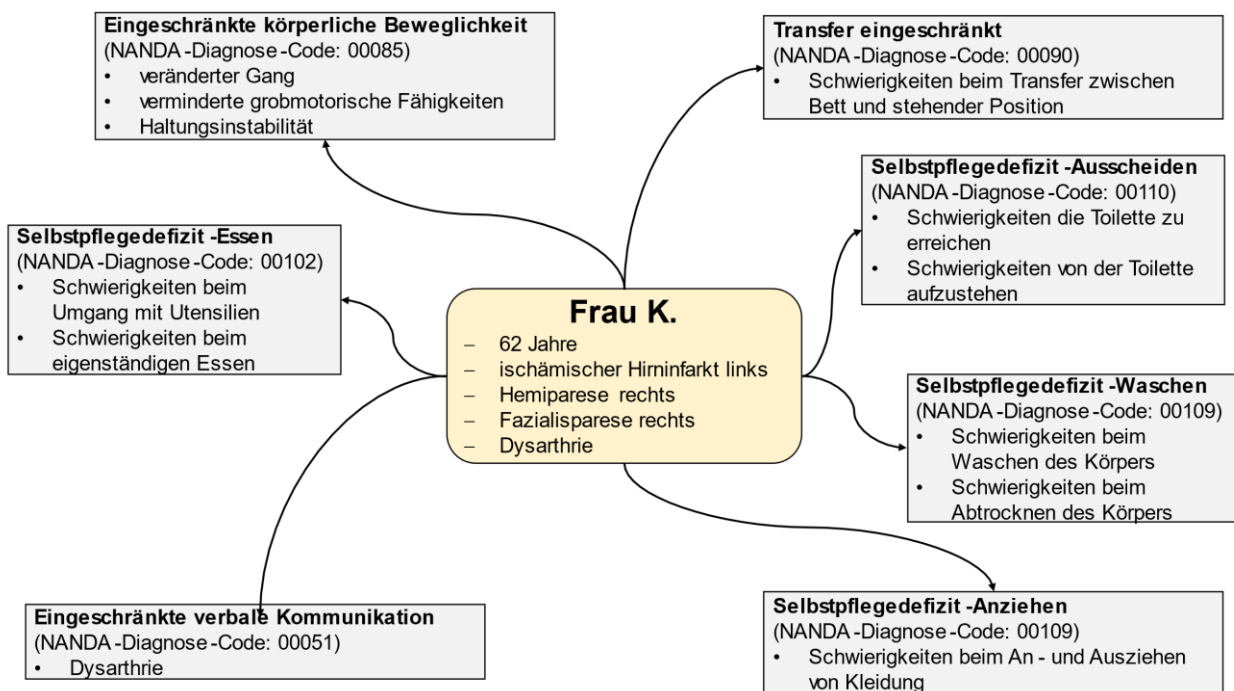 Eingeschränkte körperliche Beweglichkeit
(NANDA-Diagnose-Code: 00085)
• veränderter Gang
• verminderte grobmotorische Fähigkeiten
• Haltungsinstabilität
Transfer eingeschränkt
(NANDA-Diagnose-Code: 00090)
• Schwierigkeiten beim Transfer zwischen
Bett und stehender Position
Selbstpflegedefizit -Ausscheiden
(NANDA-Diagnose-Code: 00110)
• Schwierigkeiten die Toilette zu
erreichen
• Schwierigkeiten von der Toilette
aufzustehen
Selbstpflegedefizit -Essen
(NANDA-Diagnose-Code: 00102)
• Schwierigkeiten beim
Umgang mit Utensilien
• Schwierigkeiten beim
eigenständigen Essen
Frau K.
– 62 Jahre
– ischämischer Hirninfarkt links
– Hemiparese rechts
– Fazialisparese rechts
– Dysarthrie
Selbstpflegedefizit -Waschen
(NANDA-Diagnose-Code: 00109)
• Schwierigkeiten beim
Waschen des Körpers
• Schwierigkeiten beim
Abtrocknen des Körpers
Eingeschränkte verbale Kommunikation
(NANDA-Diagnose-Code: 00051)
• Dysarthrie
Selbstpflegedefizit -Anziehen
(NANDA-Diagnose-Code: 00109)
• Schwierigkeiten beim An - und Ausziehen
von Kleidung